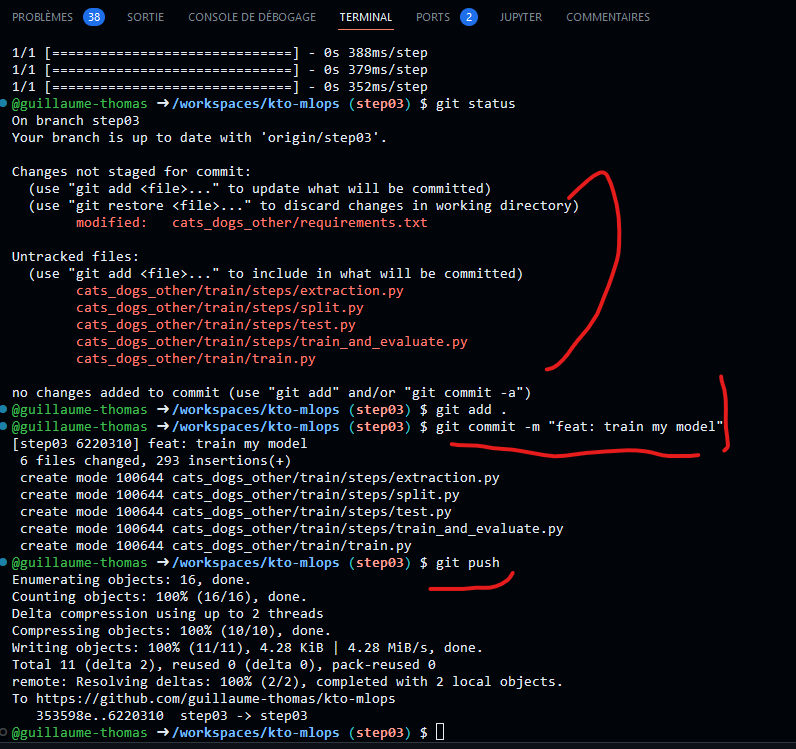 PROBLÈMES 38 SORTIE CONSOLE DE DÉBOGAGE TERMINAL PORTS 2 JUPYTER COMMENTAIRES
1/1 [==============================] - 0s 388ms/step
1/1 [==============================] - 0s 379ms/step
1/1 [==============================] - 0s 352ms/step
@guillaume-thomas ➜/workspaces/kto-mlops (step03) $ git status
On branch step03
Your branch is up to date with 'origin/step03'.
Changes not staged for commit:
(use "git add <file>..." to update what will be committed)
(use "git restore <file>..." to discard changes in working directory)
modified: cats_dogs_other/requirements.txt
Untracked files:
(use "git add <file>..." to include in what will be committed)
cats_dogs_other/train/steps/extraction.py
cats_dogs_other/train/steps/split.py
cats_dogs_other/train/steps/test.py
cats_dogs_other/train/steps/train_and_evaluate.py
cats_dogs_other/train/train.py
no changes added to commit (use "git add" and/or "git commit -a")
@guillaume-thomas ➜/workspaces/kto-mlops (step03) $ git add .
@guillaume-thomas ➜/workspaces/kto-mlops (step03) $ git commit -m "feat: train my model"
[step03 6220310] feat: train my model
6 files changed, 293 insertions(+)
create mode 100644 cats_dogs_other/train/steps/extraction.py
create mode 100644 cats_dogs_other/train/steps/split.py
create mode 100644 cats_dogs_other/train/steps/test.py
create mode 100644 cats_dogs_other/train/steps/train_and_evaluate.py
create mode 100644 cats_dogs_other/train/train.py
@guillaume-thomas ➜/workspaces/kto-mlops (step03) $ git push
Enumerating objects: 16, done.
Counting objects: 100% (16/16), done.
Delta compression using up to 2 threads
Compressing objects: 100% (10/10), done.
Writing objects: 100% (11/11), 4.28 KiB | 4.28 MiB/s, done.
Total 11 (delta 2), reused 0 (delta 0), pack-reused 0
remote: Resolving deltas: 100% (2/2), completed with 2 local objects.
To https://github.com/guillaume-thomas/kto-mlops
353598e..6220310 step03 -> step03
@guillaume-thomas ➜/workspaces/kto-mlops (step03) $